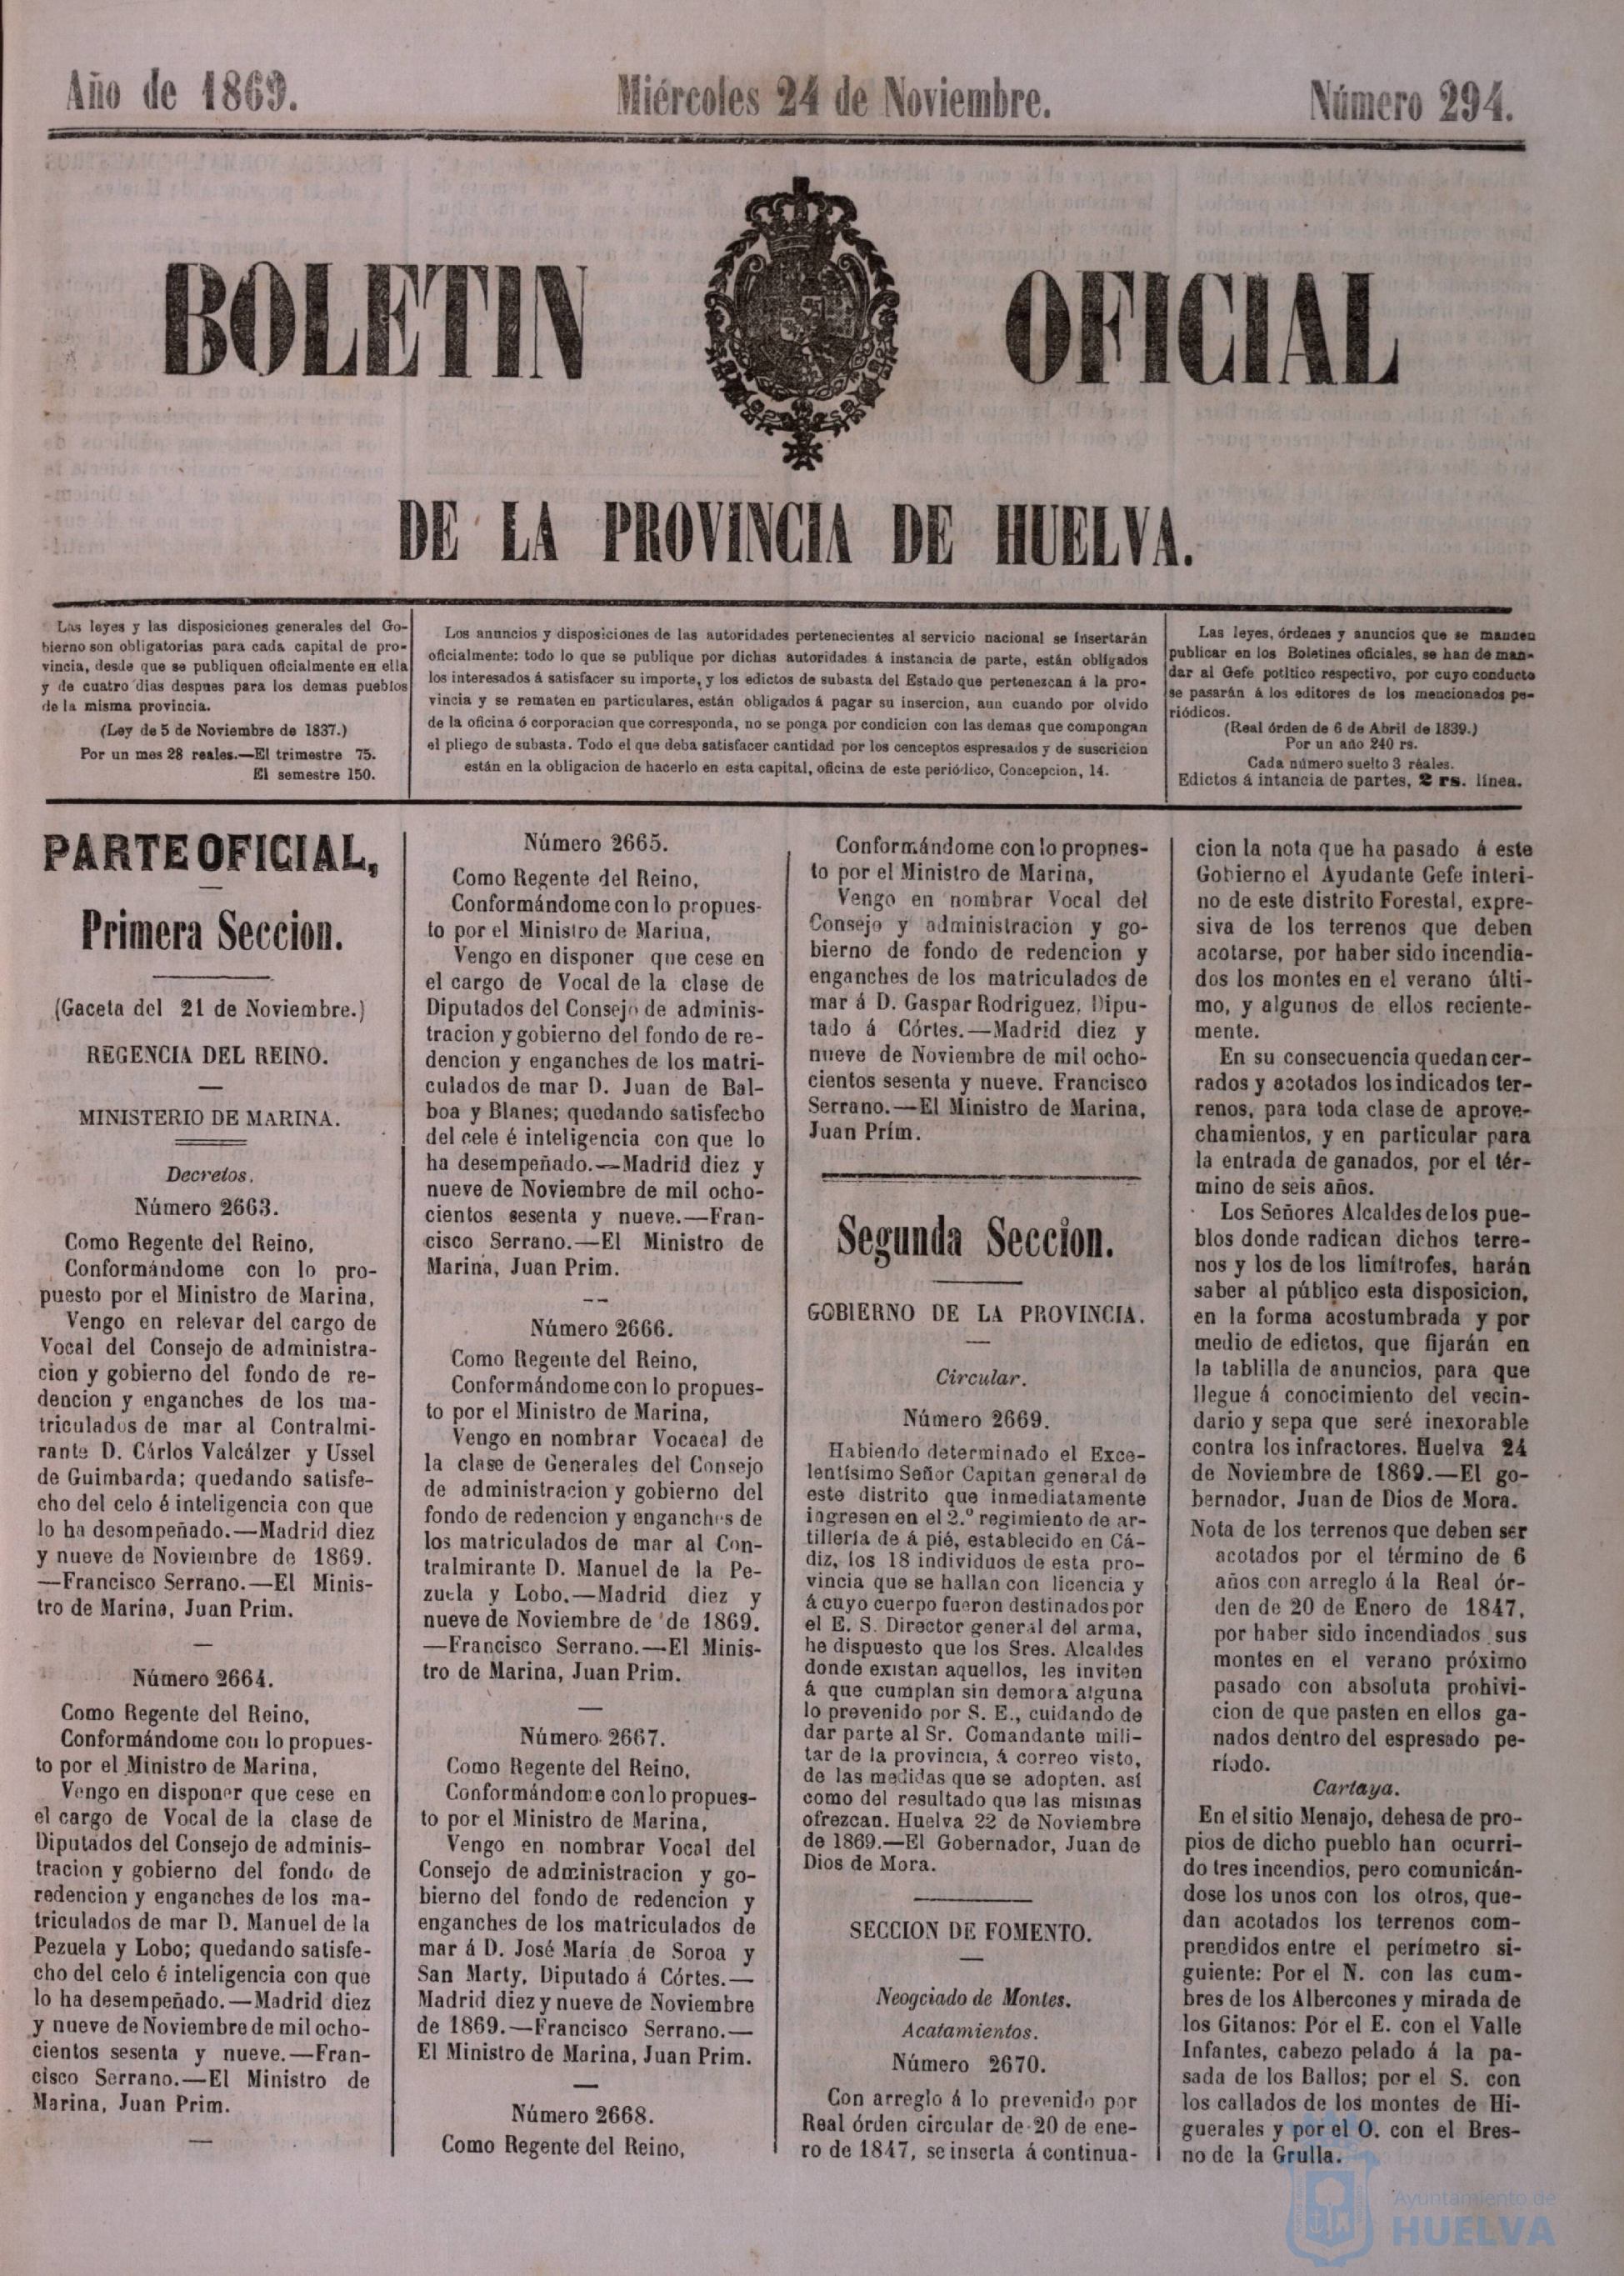 Año de 1869.
Miércoles 24 de Noviembre.
Número 294.
BOLETIN OFICIAL
DE LA PROVINCIA DE HUELVA.
Las leyes y las disposiciones generales del Go-
bierno son obligatorias para cada capital de pro-
vincia, desde que se publiquen oficialmente en ella
y de cuatro dias despues para los demas pueblos
de la misma provincia.
(Ley de 5 de Noviembre de 1837.)
Por un mes 28 reales.—El trimestre 75.
El semestre 150.
Los anuncios y disposiciones de las autoridades pertenecientes al servicio nacional se insertarán
oficialmente: todo lo que se publique por dichas autoridades á instancia de parte, están obligados
los interesados á satisfacer su importe, y los edictos de subasta del Estado que pertenezcan á la pro-
vincia y se rematen en particulares, están obligados á pagar su insercion, aun cuando por olvido
de la oficina ó corporacion que corresponda, no se ponga por condicion con las demas que compongan
el pliego de subasta. Todo el que deba satisfacer cantidad por los cenceptos espresados y de suscricion
están en la obligacion de hacerlo en esta capital, oficina de este periódico, Concepcion, 14.
Las leyes, órdenes y anuncios que se manden
publicar en los Boletines oficiales, se han de man-
dar al Gefe potltico respectivo, por cuyo conducto
se pasarán á los editores de los mencionados pe-
riódicos.
(Real órden de 6 de Abril de 1839.)
Por un año 240 rs.
Cada número suelto 3 réales.
Edictos á intancia de partes, 2 rs. línea.
PARTE OFICIAL,
Primera Seccion.
(Gaceta del 21 de Noviembre.)
REGENCIA DEL REINO.
MINISTERIO DE MARINA.
Decretos.
Número 2663.
Como Regente del Reino,
Conformándome con lo pro-
puesto por el Ministro de Marina,
Vengo en relevar del cargo de
Vocal del Consejo de administra-
cion y gobierno del fondo de re-
dencion y enganches de los ma-
triculados de mar al Contralmi-
rante D. Cárlos Valcálzer y Ussel
de Guimbarda; quedando satisfe-
cho del celo é inteligencia con que
lo ha desompeñado.—Madrid diez
y nueve de Noviembre de 1869.
—Francisco Serrano.—El Minis-
tro de Marina, Juan Prim.
Número 2664.
Como Regente del Reino,
Conformándome con lo propues-
to por el Ministro de Marina,
Vengo en disponer que cese en
el cargo de Vocal de la clase de
Diputados del Consejo de adminis-
tracion y gobierno del fondo de
redencion y enganches de los ma-
triculados de mar D. Manuel de la
Pezuela y Lobo; quedando satisfe-
cho del celo é inteligencia con que
lo ha desempeñado.—Madrid diez
y nueve de Noviembre de mil ocho-
cientos sesenta y nueve.—Fran-
cisco Serrano.—El Ministro de
Marina, Juan Prim.
Número 2665.
Como Regente del Reino,
Conformándome con lo propues-
to por el Ministro de Marina,
Vengo en disponer que cese en
el cargo de Vocal de la clase de
Diputados del Consejo de adminis-
tracion y gobierno del fondo de re-
dencion y enganches de los matri-
culados de mar D. Juan de Bal-
boa y Blanes; quedando satisfecho
del cele é inteligencia con que lo
ha desempeñado.—Madrid diez y
nueve de Noviembre de mil ocho-
cientos sesenta y nueve.—Fran-
cisco Serrano.—El Ministro de
Marina, Juan Prim.
Número 2666.
Como Regente del Reino,
Conformándome con lo propues-
to por el Ministro de Marina,
Vengo en nombrar Vocacal de
la clase de Generales del Consejo
de administracion y gobierno del
fondo de redencion y enganches de
los matriculados de mar al Con-
tralmirante D. Manuel de la Pe-
zuela y Lobo.—Madrid diez y
nueve de Noviembre de de 1869.
—Francisco Serrano.—El Minis-
tro de Marina, Juan Prim.
Número 2667.
Como Regente del Reino,
Conformándome con lo propues-
to por el Ministro de Marina,
Vengo en nombrar Vocal del
Consejo de administracion y go-
bierno del fondo de redencion y
enganches de los matriculados de
mar á D. José María de Soroa y
San Marty, Diputado á Córtes.—
Madrid diez y nueve de Noviembre
de 1869.—Francisco Serrano.—
El Ministro de Marina, Juan Prim.
Número 2668.
Como Regente del Reino,
Conformándome con lo propnes-
to por el Ministro de Marina,
Vengo en nombrar Vocal del
Consejo y administracion y go-
bierno de fondo de redencion y
enganches de los matriculados de
mar á D. Gaspar Rodriguez, Dipu-
tado á Córtes.—Madrid diez y
nueve de Noviembre de mil ocho-
cientos sesenta y nueve. Francisco
Serrano.—El Ministro de Marina,
Juan Prím.
Segunda Seccion.
GOBIERNO DE LA PROVINCIA.
Circular.
Número 2669.
Habiendo determinado el Exce-
lentísimo Señor Capitan general de
este distrito que inmediatamente
ingresen en el 2.º regimiento de ar-
tillería de á pié, establecido en Cá-
diz, los 18 individuos de esta pro-
vincia que se hallan con licencia y
á cuyo cuerpo fueron destinados por
el E. S. Director general del arma,
he dispuesto que los Sres. Alcaldes
donde existan aquellos, les inviten
á que cumplan sin demora alguna
lo prevenido por S. E., cuidando de
dar parte al Sr. Comandante mili-
tar de la provincia, á correo visto,
de las medidas que se adopten, así
como del resultado que las mismas
ofrezcan. Huelva 22 de Noviembre
de 1869.—El Gobernador, Juan de
Dios de Mora.
SECCION DE FOMENTO.
Neogciado de Montes.
Acatamientos.
Número 2670.
Con arreglo á lo prevenido por
Real órden circular de 20 de ene-
ro de 1847, se inserta á continua-
cion la nota que ha pasado á este
Gobierno el Ayudante Gefe interi-
no de este distrito Forestal, expre-
siva de los terrenos que deben
acotarse, por haber sido incendia-
dos los montes en el verano últi-
mo, y algunos de ellos reciente-
mente.
En su consecuencia quedan cer-
rados y acotados los indicados ter-
renos, para toda clase de aprove-
chamientos, y en particular para
la entrada de ganados, por el tér-
mino de seis años.
Los Señores Alcaldes de los pue-
blos donde radican dichos terre-
nos y los de los limítrofes, harán
saber al público esta disposicion,
en la forma acostumbrada y por
medio de edictos, que fijarán en
la tablilla de anuncios, para que
llegue á conocimiento del vecin-
dario y sepa que seré inexorable
contra los infractores. Huelva 24
de Noviembre de 1869.—El go-
bernador, Juan de Dios de Mora.
Nota de los terrenos que deben ser
acotados por el término de 6
años con arreglo á la Real ór-
den de 20 de Enero de 1847,
por haber sido incendiados sus
montes en el verano próximo
pasado con absoluta prohivi-
cion de que pasten en ellos ga-
nados dentro del espresado pe-
ríodo.
Cartaya.
En el sitio Menajo, dehesa de pro-
pios de dicho pueblo han ocurri-
do tres incendios, pero comunicán-
dose los unos con los otros, que-
dan acotados los terrenos com-
prendidos entre el perímetro si-
guiente: Por el N. con las cum-
bres de los Albercones y mirada de
los Gitanos: Por el E. con el Valle
Infantes, cabezo pelado á la pa-
sada de los Ballos; por el S. con
los callados de los montes de Hi-
guerales y por el O. con el Bres-
no de la Grulla.
Ayuntamiento de
HUELVA